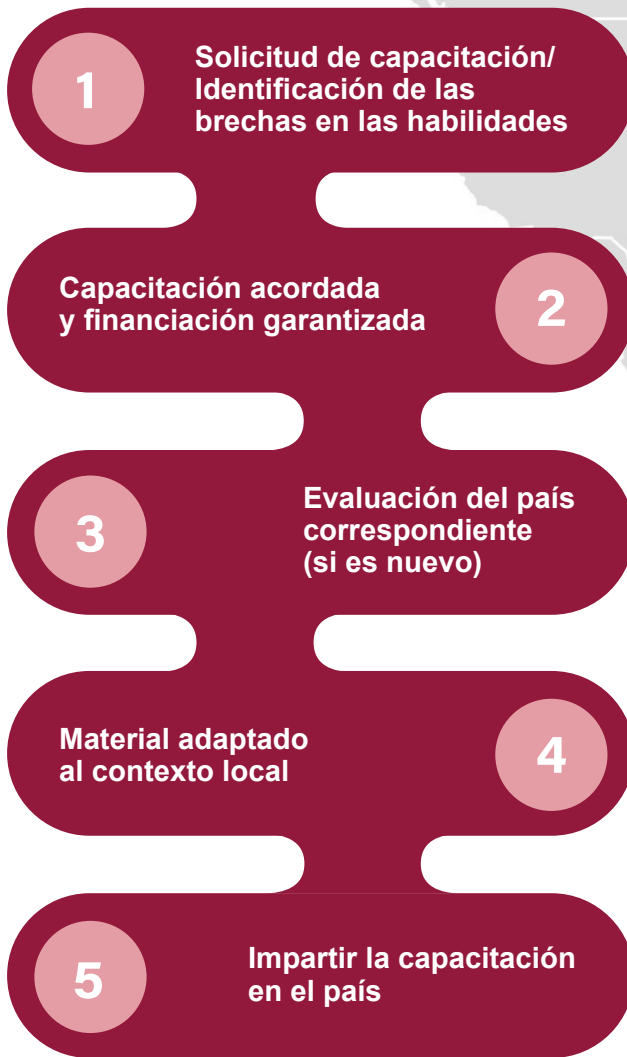 1
Solicitud de capacitación/
Identificación de las
brechas en las habilidades
Capacitación acordada
y financiación garantizada
2
3
Evaluación del país
correspondiente
(si es nuevo)
Material adaptado
al contexto local
4
5
Impartir la capacitación
en el país